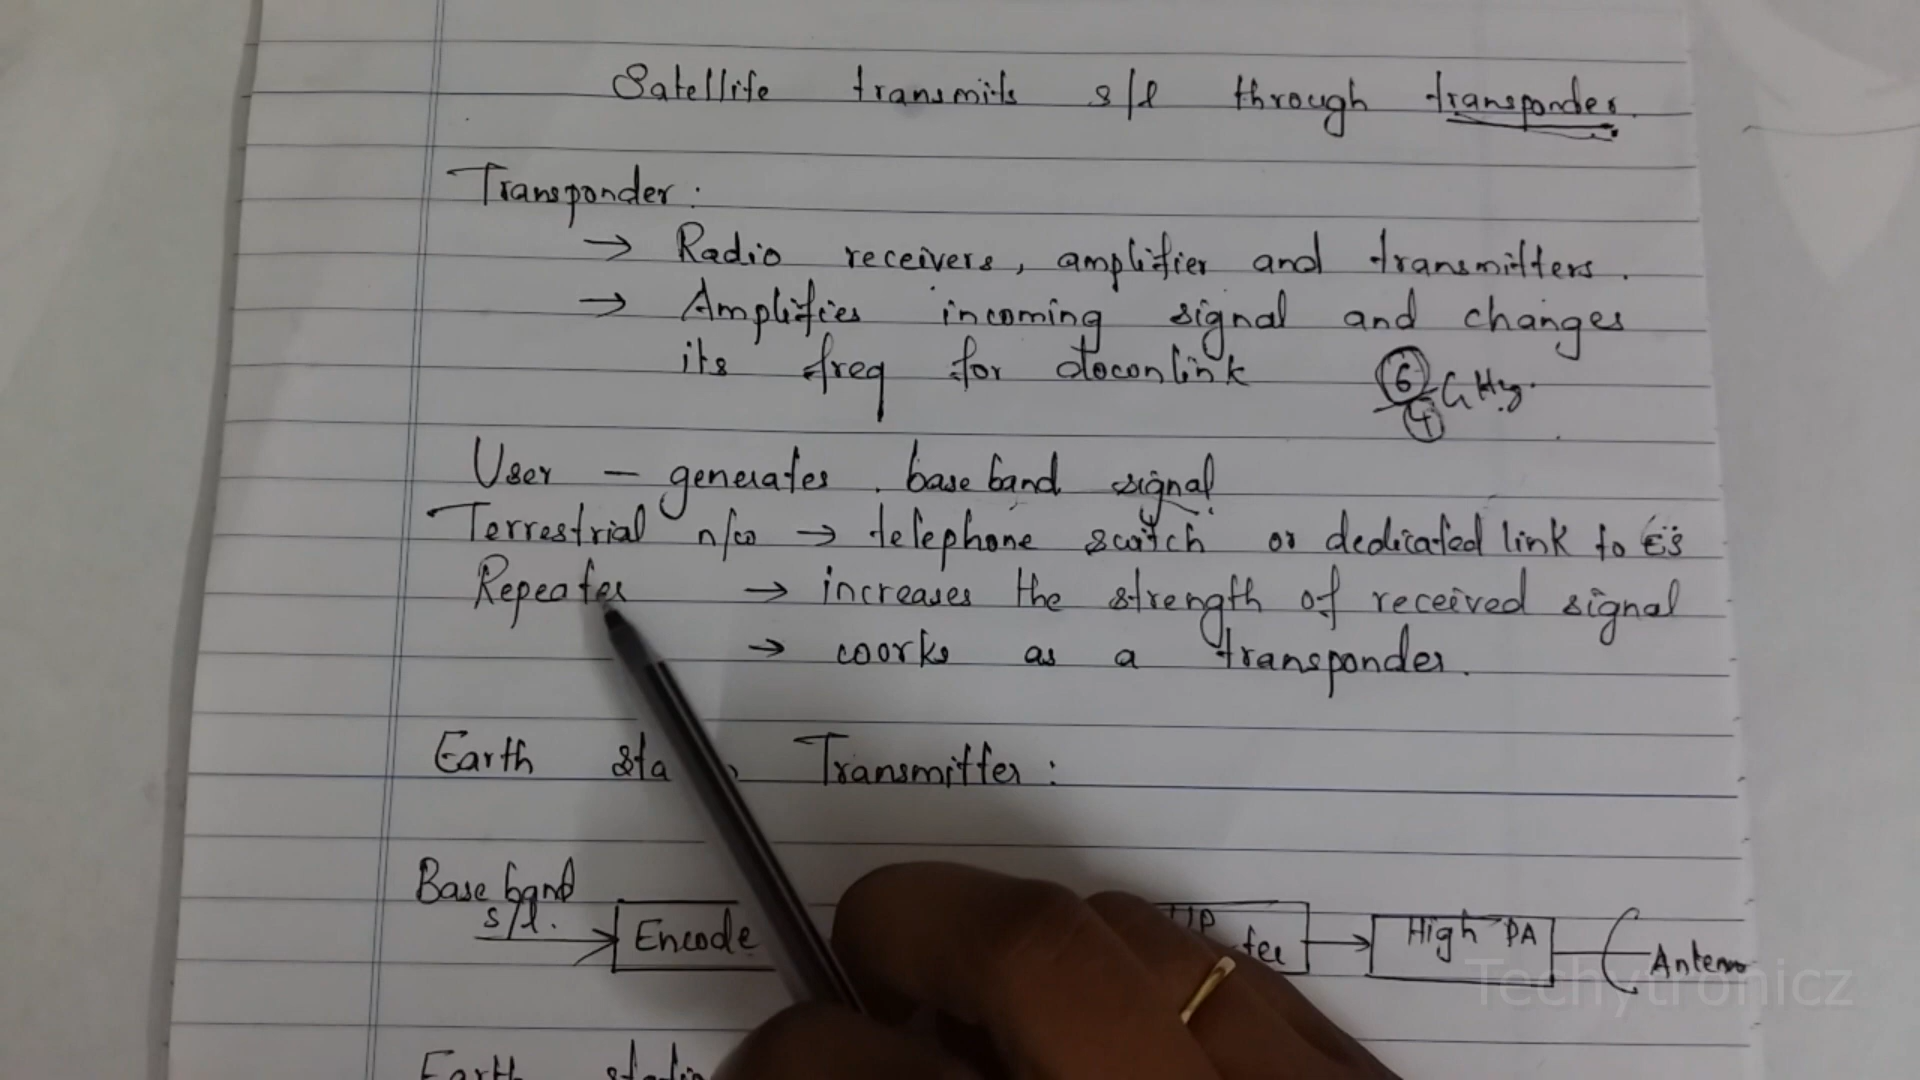 Satellite transmits s/l through transponder.
Transponder :
→ Radio receivers, amplifier and transmitters.
→ Amplifies incoming signal and changes
its freq for downlink 6/4 GHz.
User – generates base band signal
Terrestrial n/w → telephone switch or dedicated link to ES
Repeater → increases the strength of received signal
→ works as a transponder.
Earth Transmitter :
Base band
s/l.
Encode UP High PA Antenna
Techytronicz
Earth